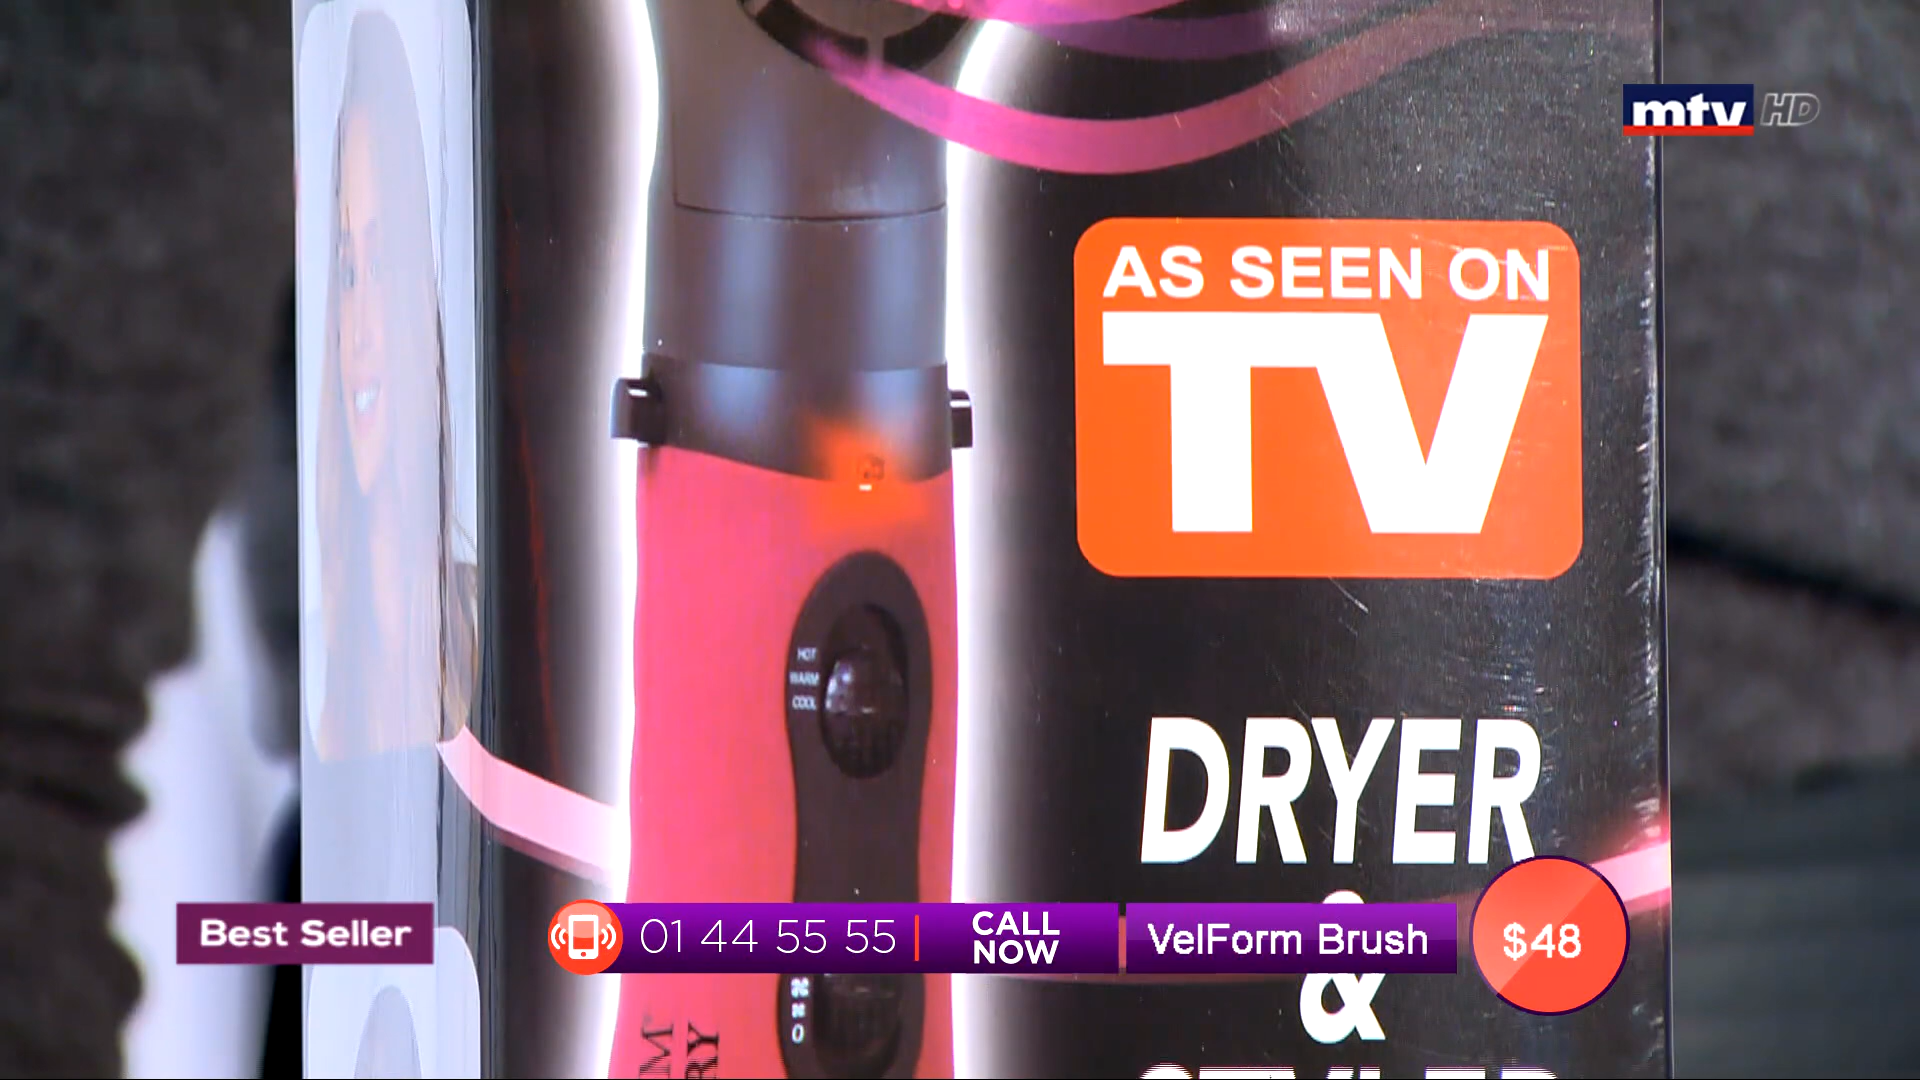 mtv HD
AS SEEN ON
TV
HOT
WARM
COOL
DRYER
&
Best Seller
01 44 55 55
CALL
NOW
VelForm Brush
$48